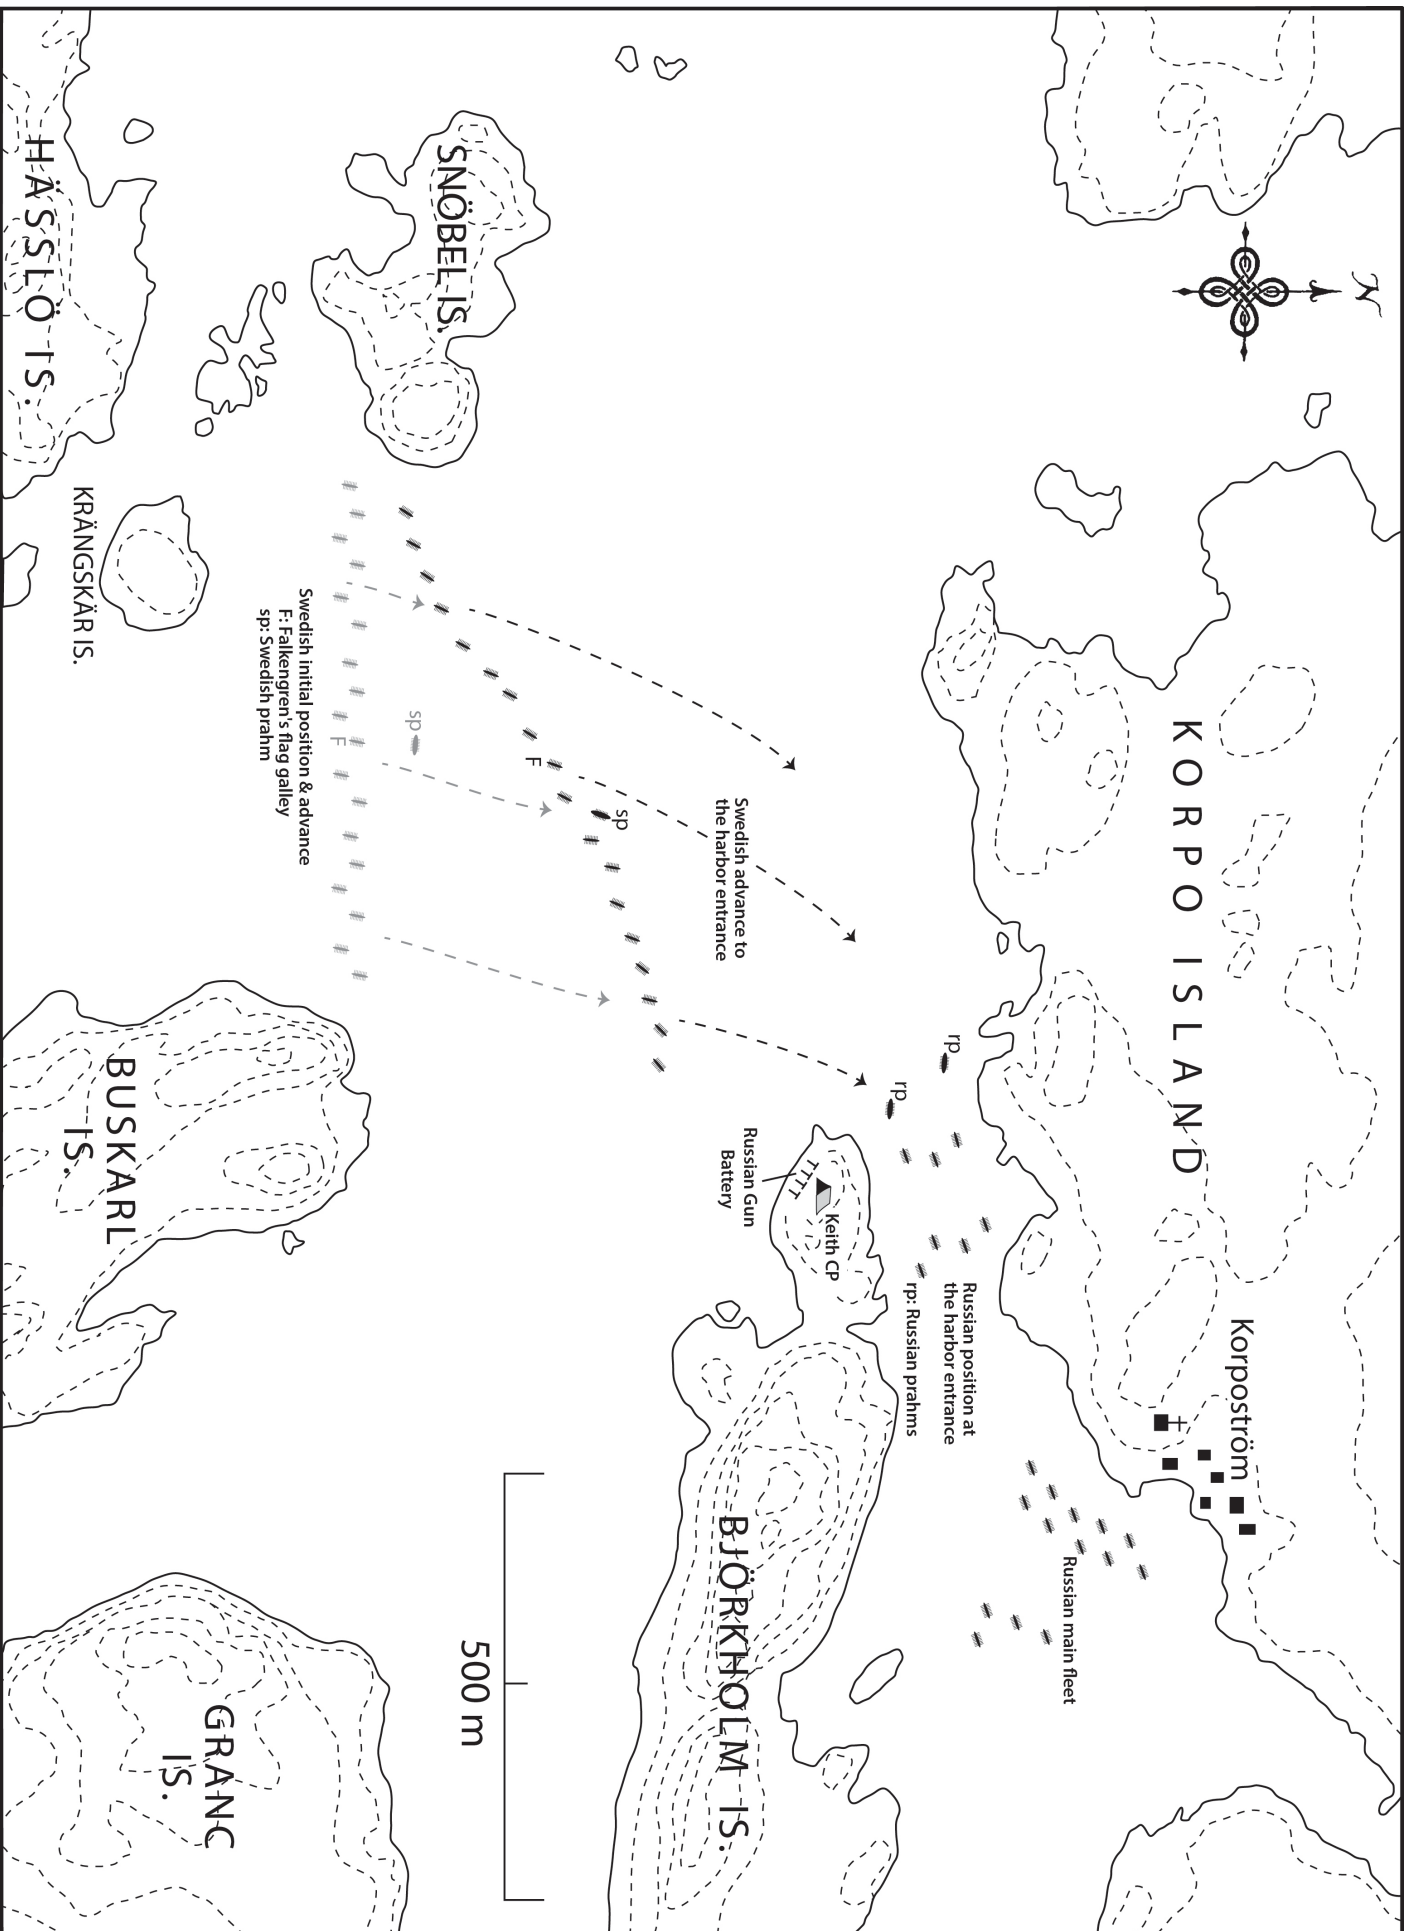 N
KORPO ISLAND
Korpoström
Russian main fleet
rp
rp
Russian position at
the harbor entrance
rp: Russian prahms
Keith CP
Russian Gun
Battery
BJÖRKHOLM IS.
Swedish advance to
the harbor entrance
sp
F
SNÖBEL IS.
sp
F
Swedish initial position & advance
F: Falkengren's flag galley
sp: Swedish prahm
500 m
GRANC
IS.
BUSKARL
IS.
KRÄNGSKÄR IS.
HÄSSLÖ IS.